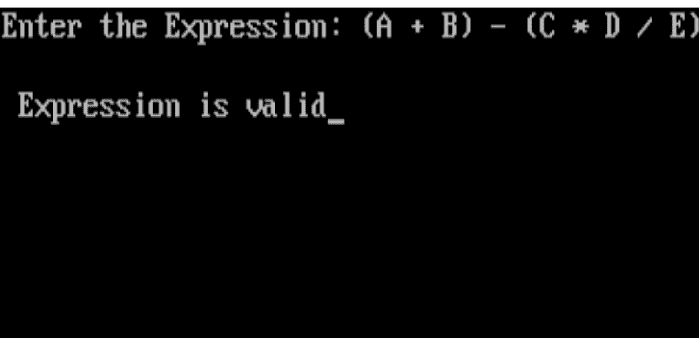 Enter the Expression: (A + B) - (C * D / E)
Expression is valid_